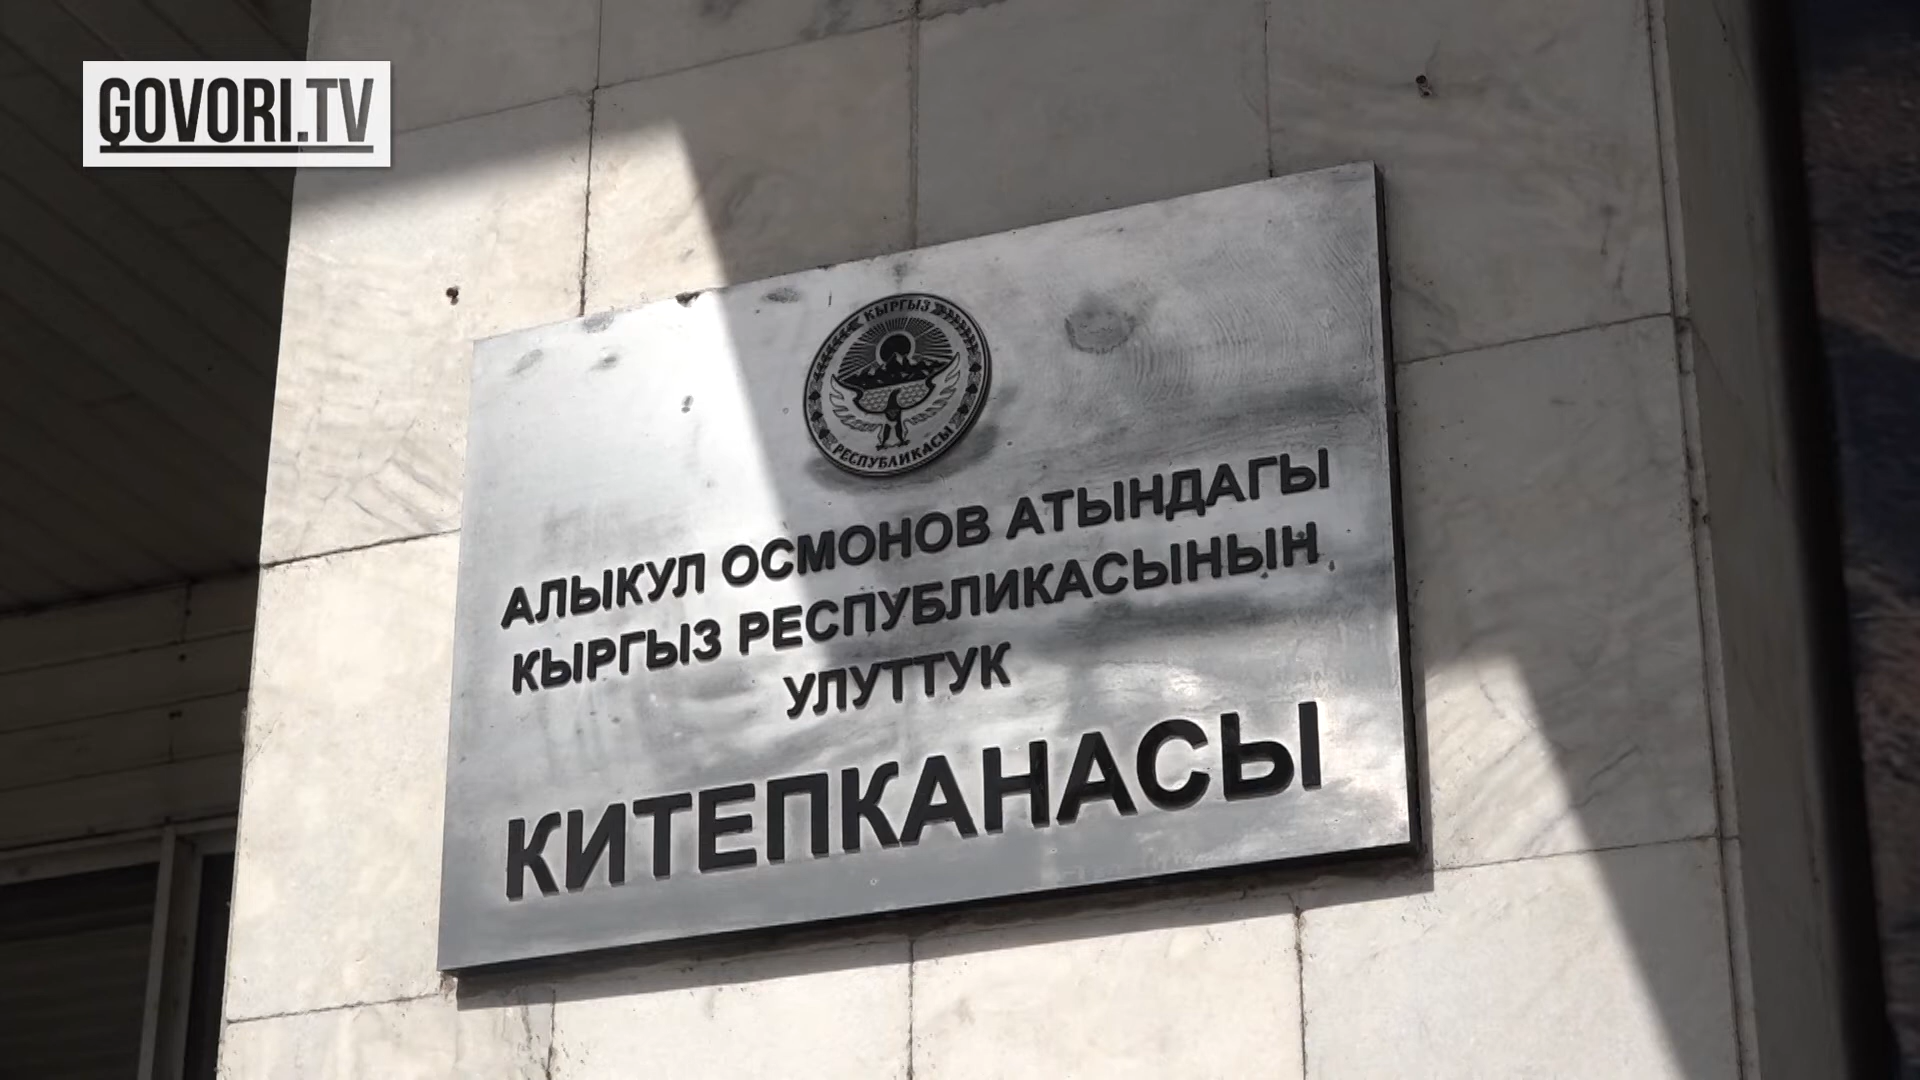 GOVORI.TV
КЫРГЫЗ
РЕСПУБЛИКАСЫ
АЛЫКУЛ ОСМОНОВ АТЫНДАГЫ
КЫРГЫЗ РЕСПУБЛИКАСЫНЫН
УЛУТТУК
КИТЕПКАНАСЫ